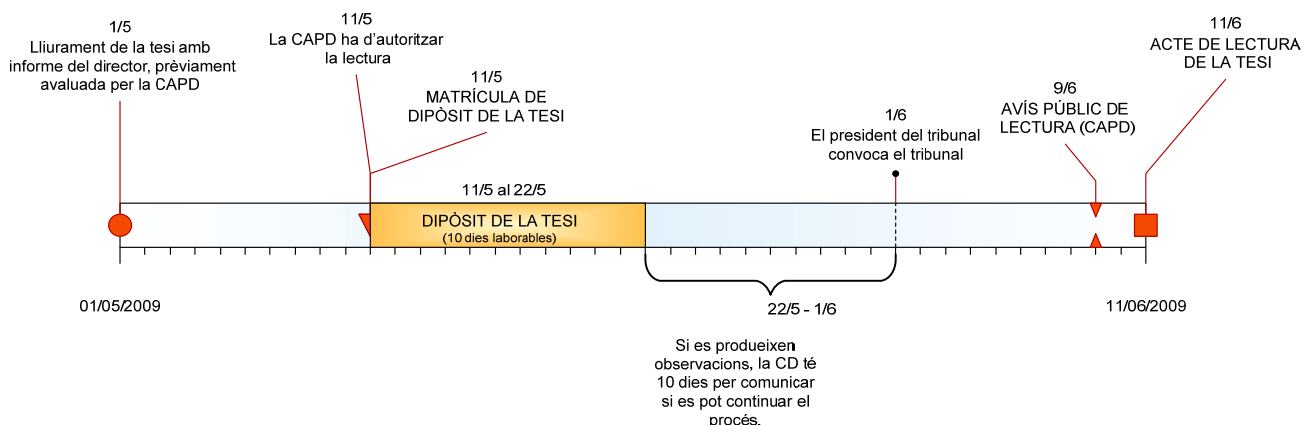 1/5
Lliurament de la tesi amb
informe del director, prèviament
avaluada per la CAPD
11/5
La CAPD ha d'autoritzar
la lectura
11/5
MATRÍCULA DE
DIPÒSIT DE LA TESI
1/6
El president del tribunal
convoca el tribunal
9/6
AVÍS PÚBLIC DE
LECTURA (CAPD)
11/6
ACTE DE LECTURA
DE LA TESI
11/5 al 22/5
DIPÒSIT DE LA TESI
(10 dies laborables)
01/05/2009
22/5 - 1/6
11/06/2009
Si es produeixen
observacions, la CD té
10 dies per comunicar
si es pot continuar el
procés.